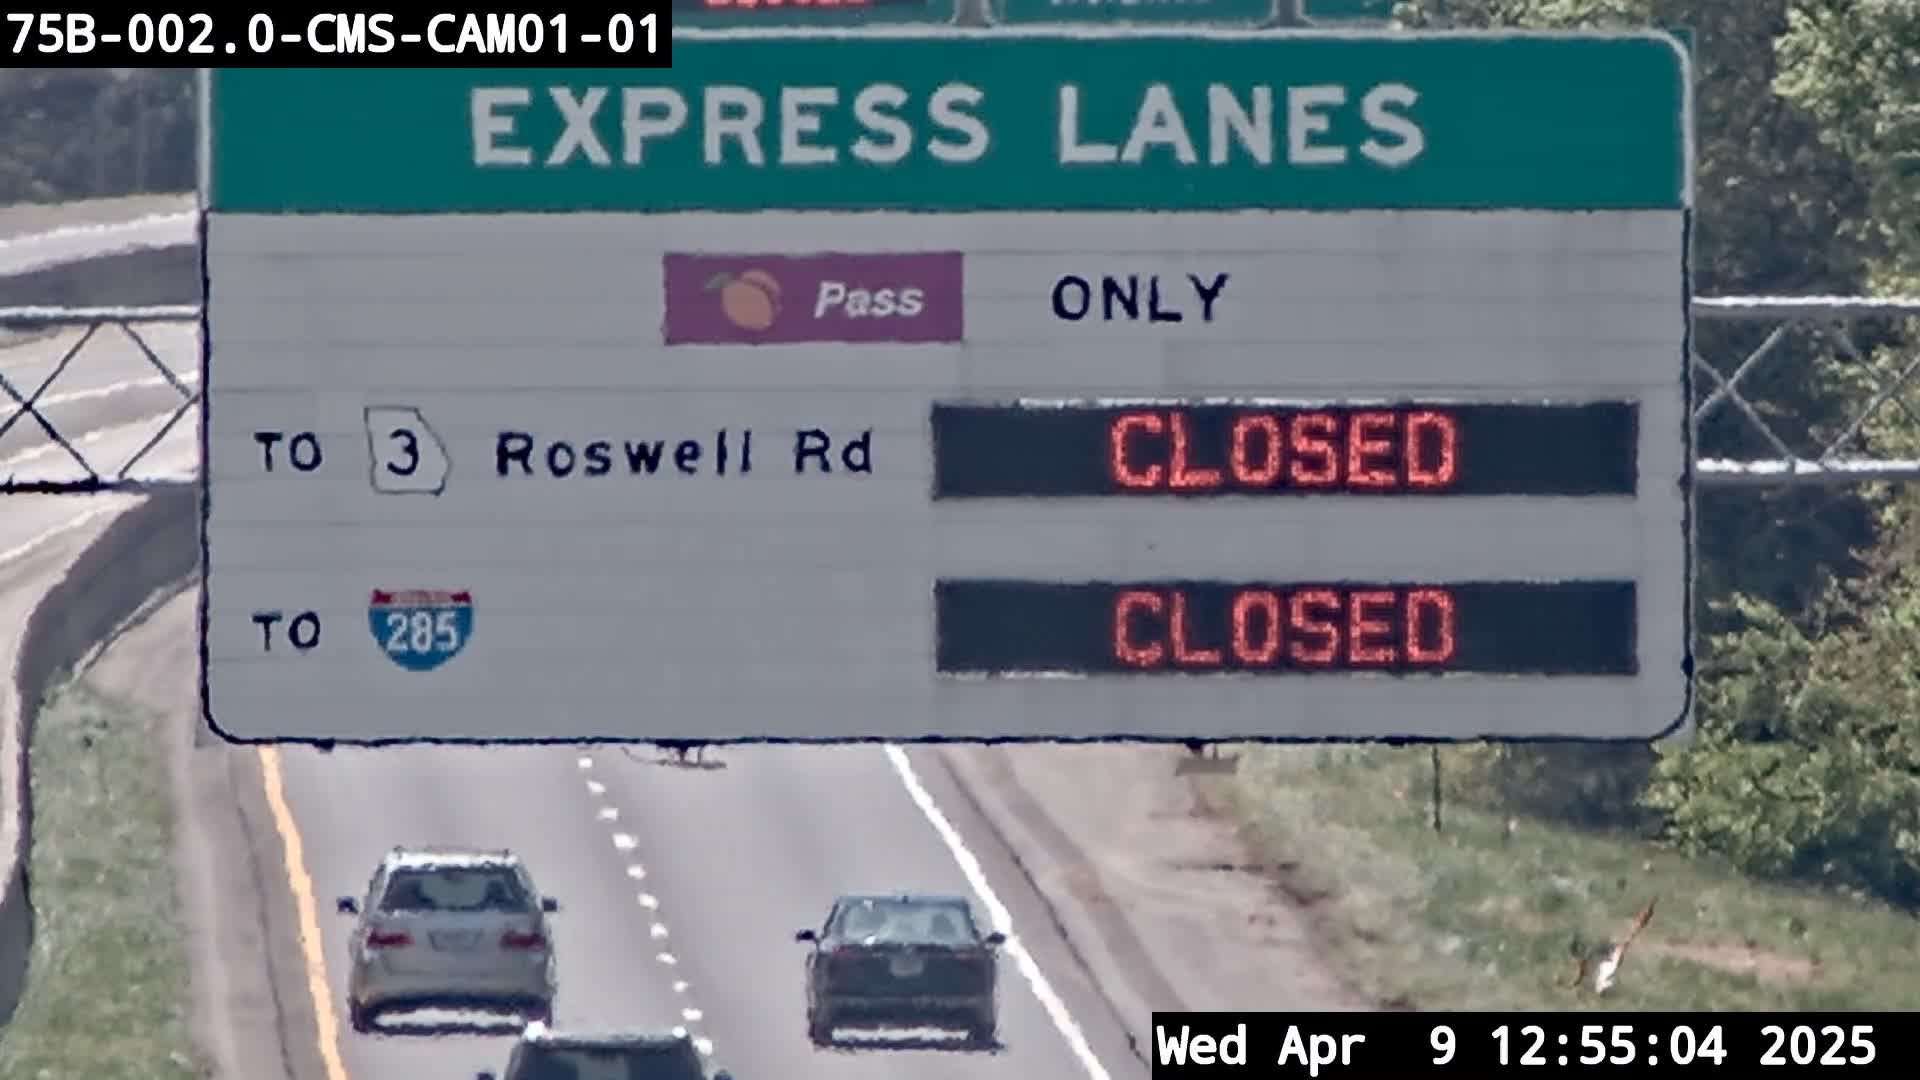 75B-002.0-CMS-CAM01-01
EXPRESS LANES
Pass ONLY
TO 3 Roswell Rd CLOSED
TO 285 CLOSED
Wed Apr 9 12:55:04 2025